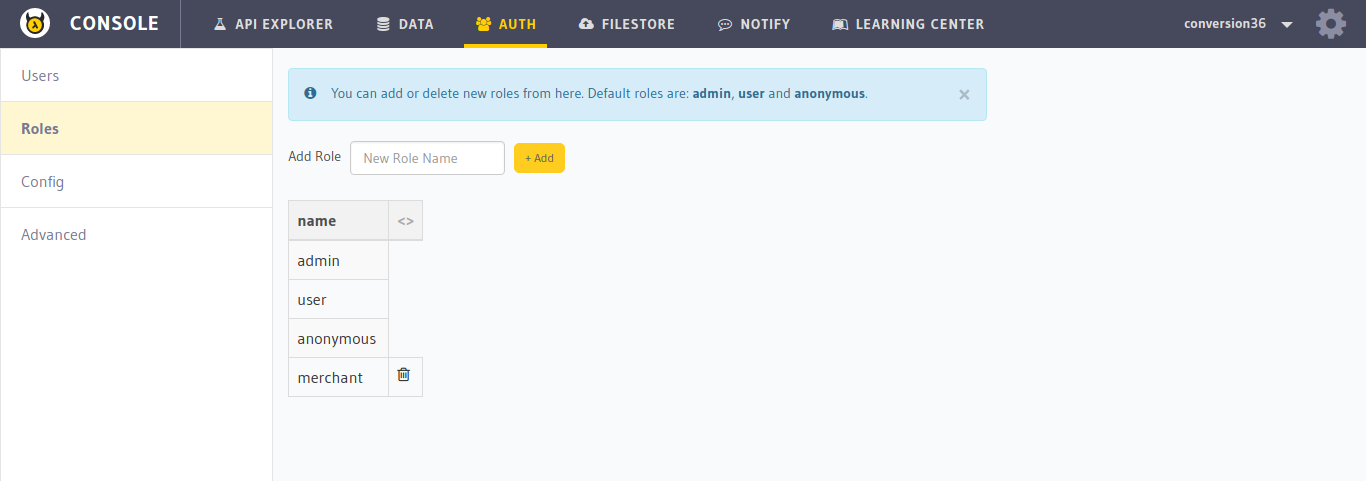 CONSOLE API EXPLORER DATA AUTH FILESTORE NOTIFY LEARNING CENTER conversion36
Users
Roles
Config
Advanced
You can add or delete new roles from here. Default roles are: admin, user and anonymous. ×
Add Role New Role Name + Add
name <>
admin
user
anonymous
merchant